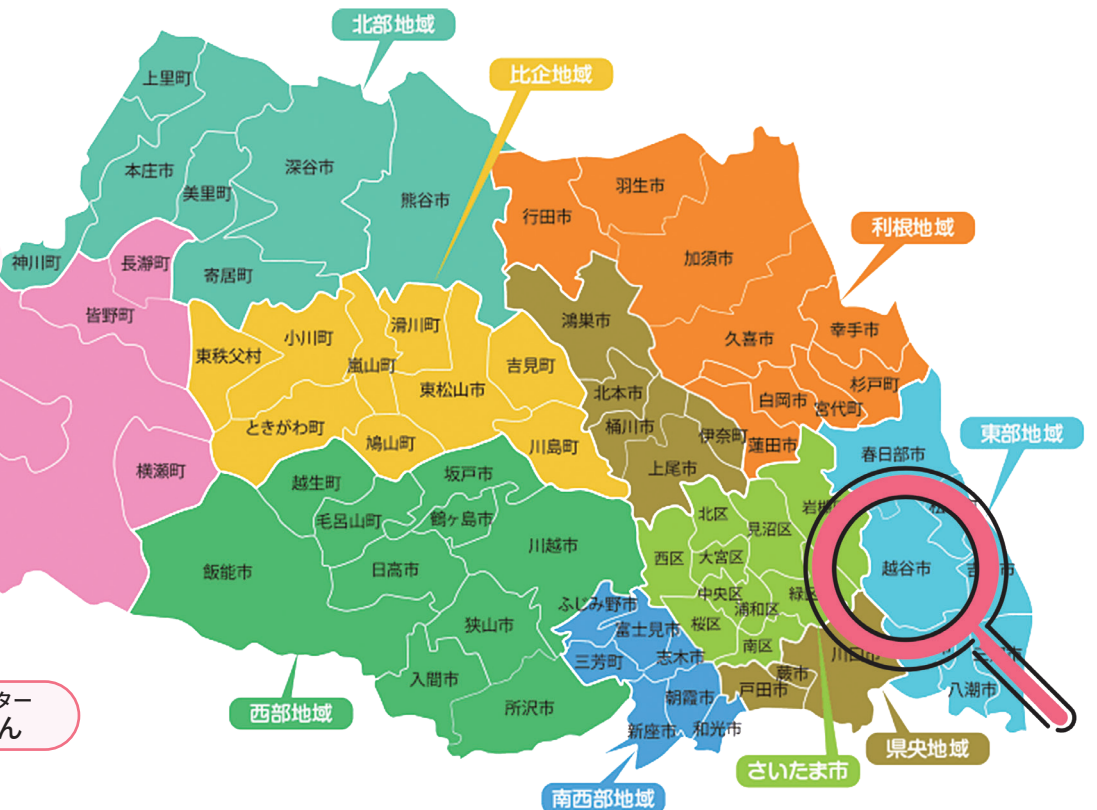 北部地域
比企地域
上里町
本庄市
美里町
深谷市
熊谷市
神川町
長瀞町
寄居町
皆野町
横瀬町
行田市
羽生市
加須市
利根地域
久喜市
幸手市
杉戸町
白岡市
宮代町
蓮田市
鴻巣市
北本市
桶川市
伊奈町
上尾市
東秩父村
小川町
滑川町
嵐山町
東松山市
吉見町
ときがわ町
鳩山町
川島町
東部地域
春日部市
越谷市
八潮市
越生町
坂戸市
毛呂山町
鶴ヶ島市
川越市
飯能市
日高市
狭山市
入間市
所沢市
西部地域
北区
見沼区
西区
大宮区
中央区
浦和区
桜区
南区
ふじみ野市
富士見市
三芳町
志木市
朝霞市
新座市
和光市
南西部地域
川口市
蕨市
戸田市
県央地域
さいたま市
ター
ん